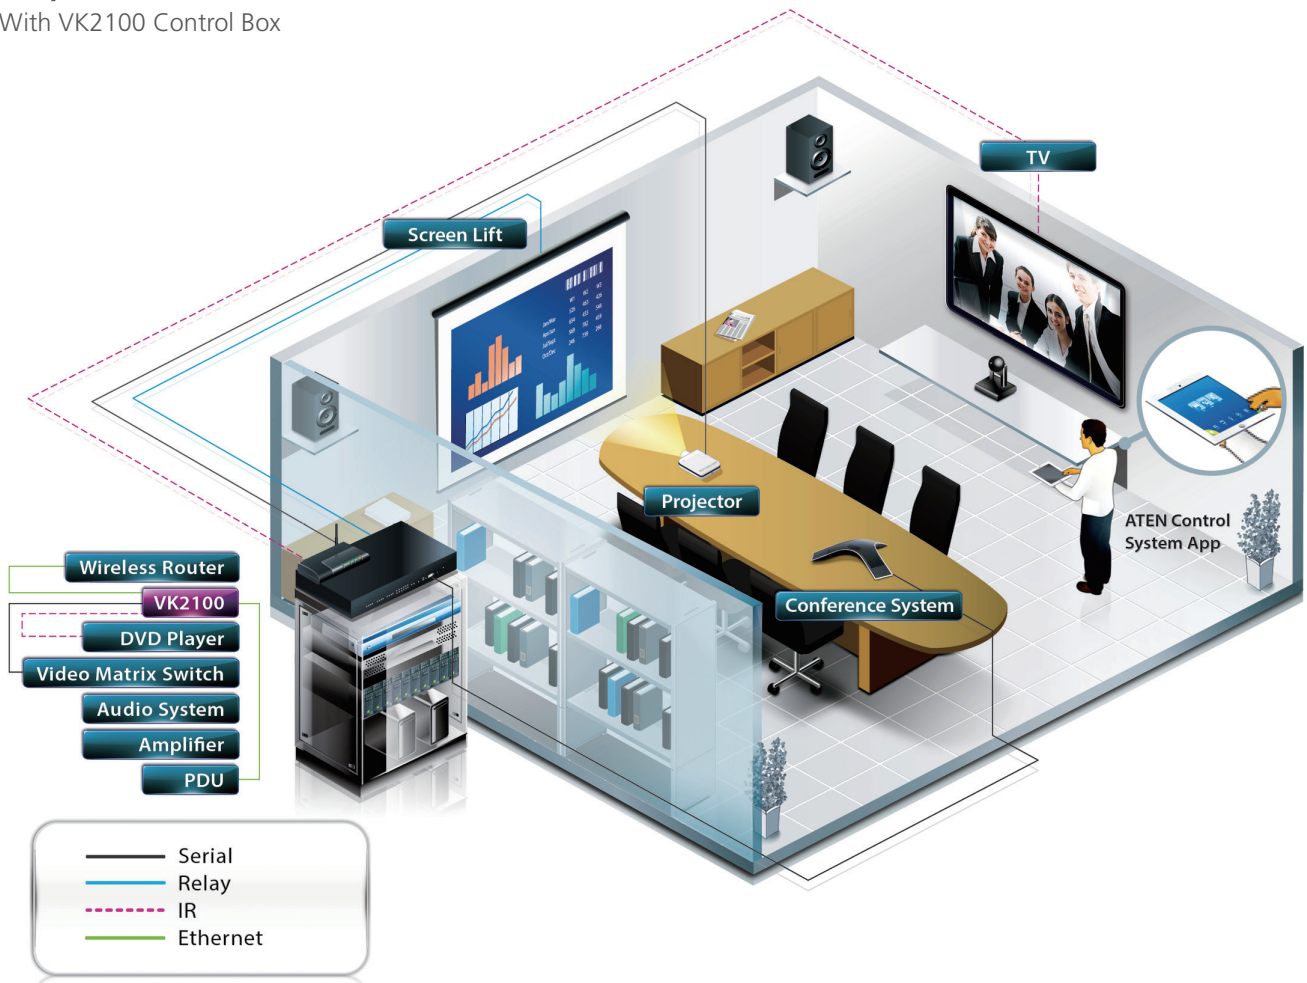 With VK2100 Control Box
TV
Screen Lift
Projector
ATEN Control
System App
Conference System
Wireless Router
VK2100
DVD Player
Video Matrix Switch
Audio System
Amplifier
PDU
Serial
Relay
IR
Ethernet